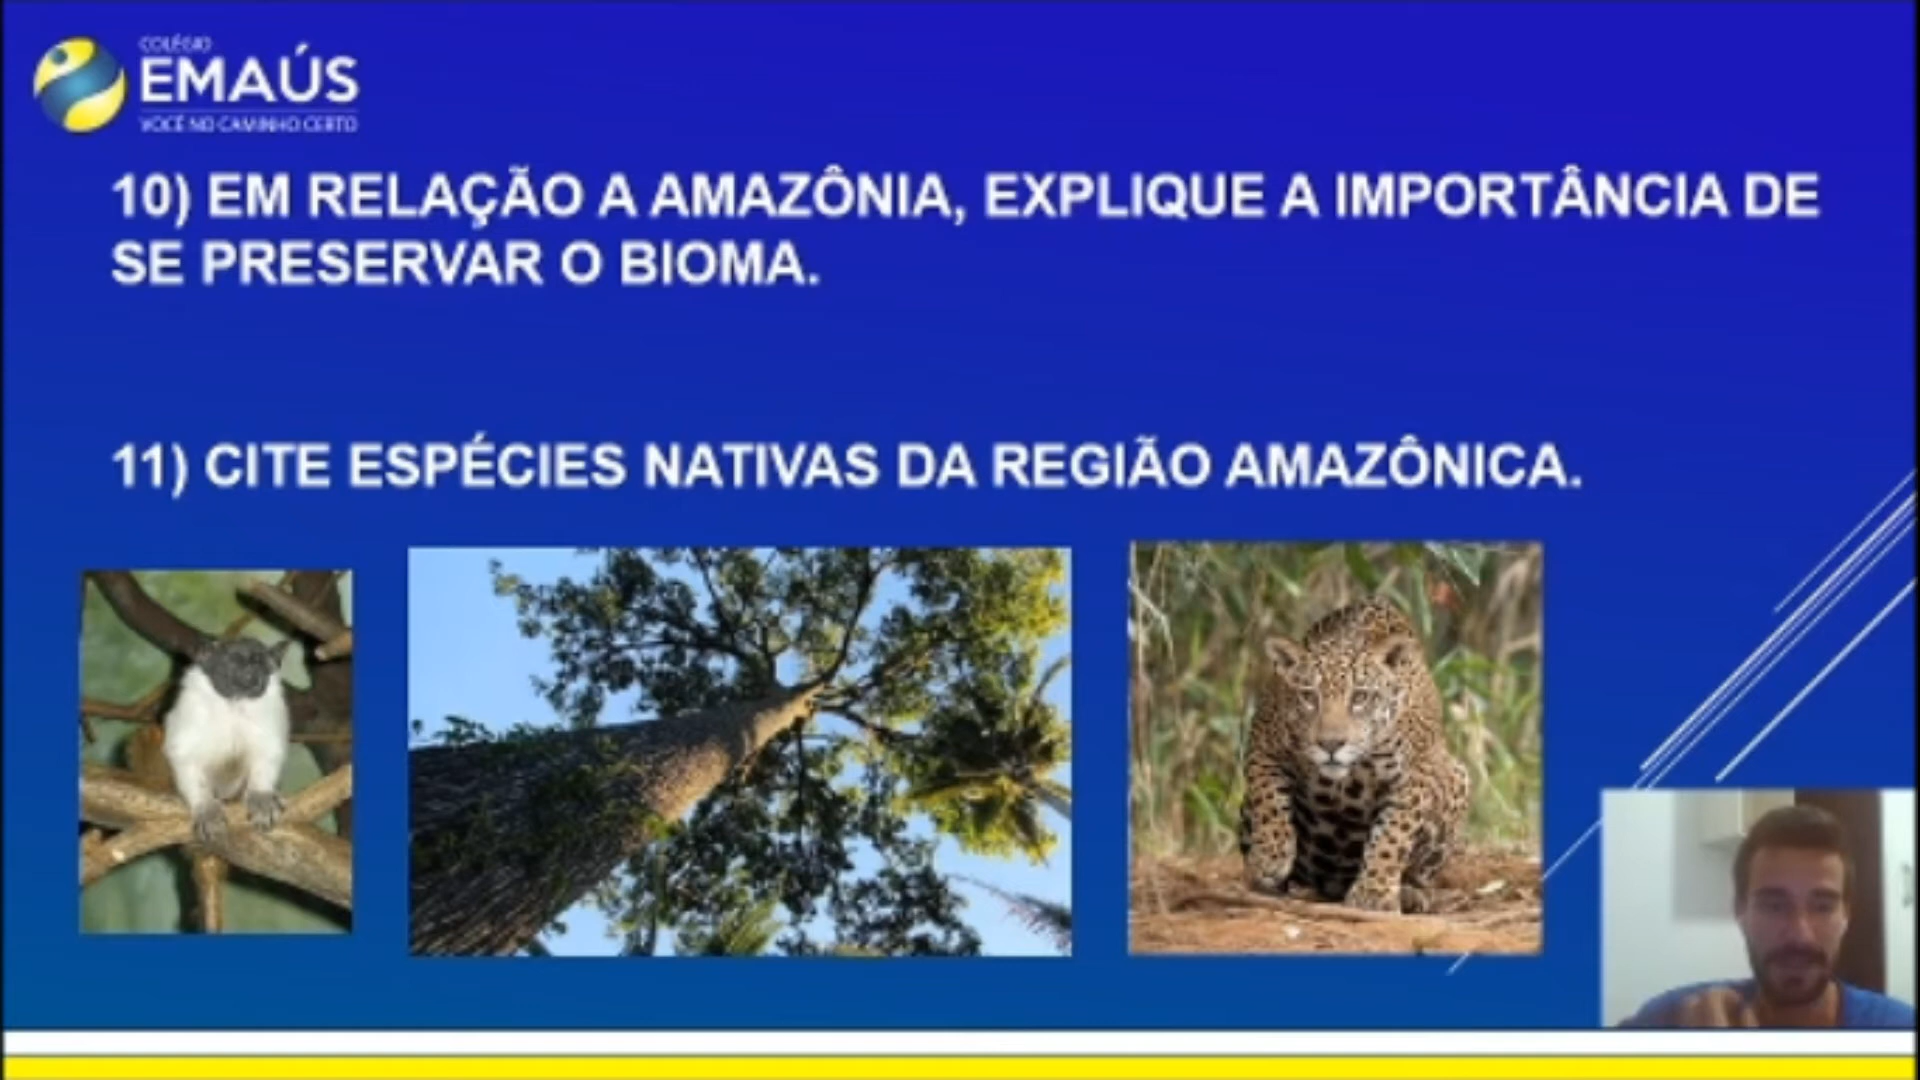 COLÉGIO
EMAÚS
VOCÊ NO CAMINHO CERTO
10) EM RELAÇÃO A AMAZÔNIA, EXPLIQUE A IMPORTÂNCIA DE
SE PRESERVAR O BIOMA.
11) CITE ESPÉCIES NATIVAS DA REGIÃO AMAZÔNICA.